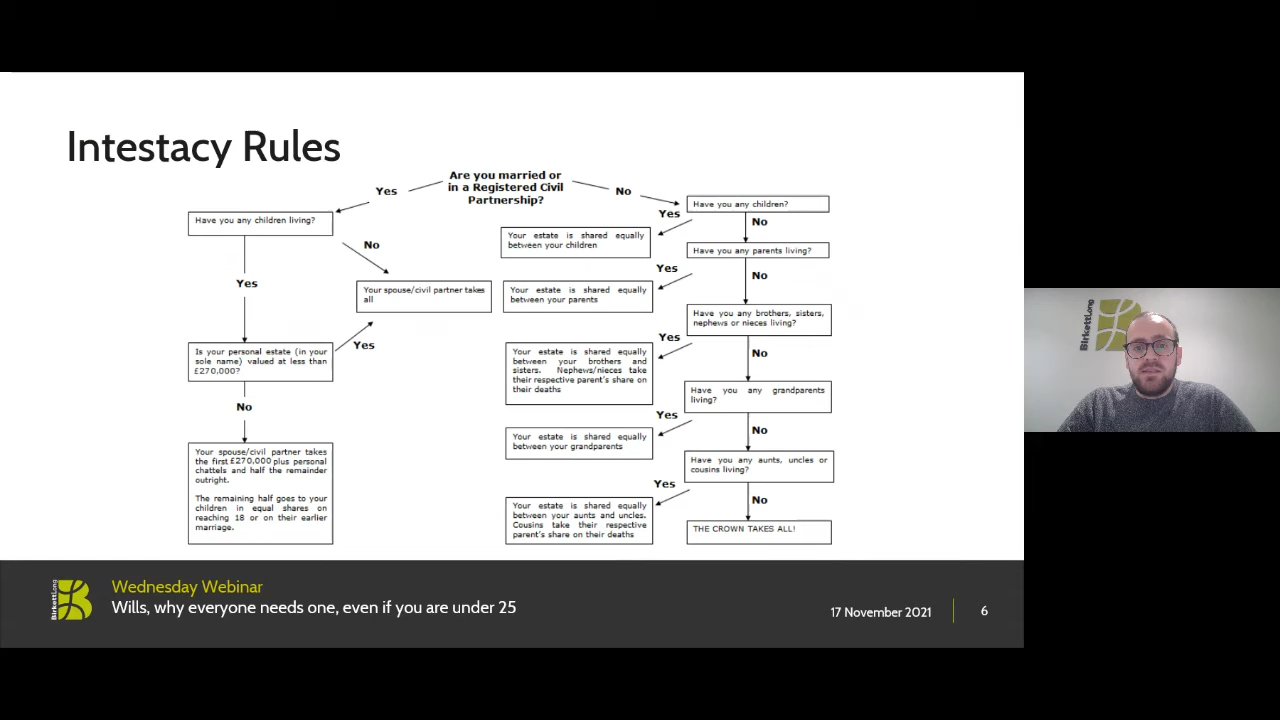 Intestacy Rules
Are you married or
in a Registered Civil
Partnership?
Yes
No
Have you any children living?
No
Yes
Your spouse/civil partner takes
all
Yes
Is your personal estate (in your
sole name) valued at less than
£270,000?
No
Your spouse/civil partner takes
the first £270,000 plus personal
chattels and half the remainder
outright.
The remaining half goes to your
children in equal shares on
reaching 18 or on their earlier
marriage.
Have you any children?
Yes
No
Your estate is shared equally
between your children
Have you any parents living?
Yes
No
Your estate is shared equally
between your parents
Have you any brothers, sisters,
nephews or nieces living?
Yes
No
Your estate is shared equally
between your brothers and
sisters. Nephews/nieces take
their respective parent's share on
their deaths
Have you any grandparents
living?
Yes
No
Your estate is shared equally
between your grandparents
Have you any aunts, uncles or
cousins living?
Yes
No
Your estate is shared equally
between your aunts and uncles.
Cousins take their respective
parent's share on their deaths
THE CROWN TAKES ALL!
BirkettLong
Wednesday Webinar
Wills, why everyone needs one, even if you are under 25
17 November 2021
6
BirkettLong